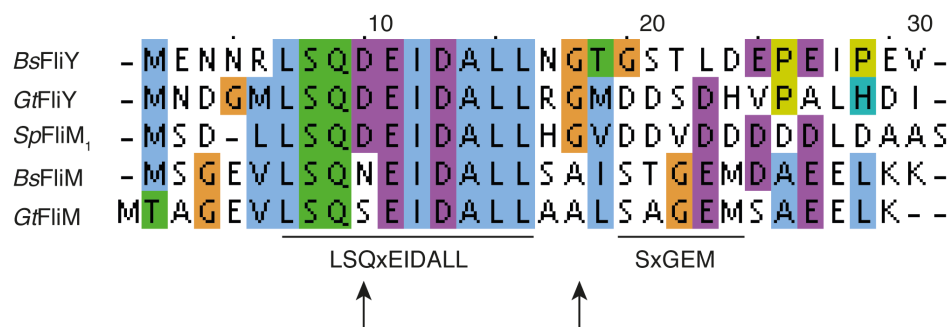 10 20 30
BsFliY -MENNRLSQDEIDALLNGTGSTLDEPEIPEV-
GtFliY -MNDGMLSQDEIDALLRGMDDSDHVPALHDI-
SpFliM₁ -MSD-LLSQDEIDALLHGVDDVDDDDDLDAAS
BsFliM -MSGEVLSQNEIDALLSAISTGEMDAEELKK-
GtFliM MTAGEVLSQSEIDALLAALSAGEMSAEELK--
LSQxEIDALL SxGEM